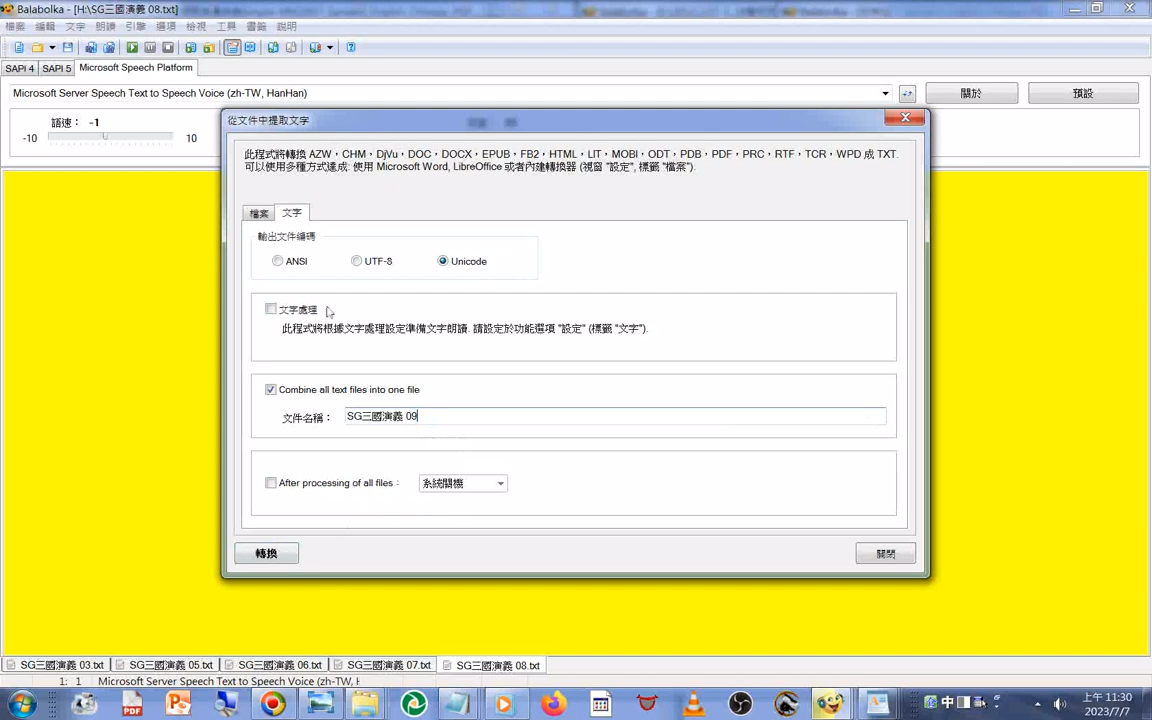 Balabolka - [H:\SG三國演義 08.txt]
檔案 編輯 文字 朗讀 引擎 選項 檢視 工具 書籤 說明
SAPI 4 SAPI 5 Microsoft Speech Platform
Microsoft Server Speech Text to Speech Voice (zh-TW, HanHan)
關於
預設
語速： -1
-10
10
從文件中提取文字
此程式將轉換 AZW，CHM，DjVu，DOC，DOCX，EPUB，FB2，HTML，LIT，MOBI，ODT，PDB，PDF，PRC，RTF，TCR，WPD 成 TXT.
可以使用多種方式達成: 使用 Microsoft Word, LibreOffice 或者內建轉換器 (視窗 "設定", 標籤 "檔案").
檔案 文字
輸出文件編碼
ANSI
UTF-8
Unicode
文字處理
此程式將根據文字處理設定準備文字朗讀. 請設定於功能選項 "設定" (標籤 "文字").
Combine all text files into one file
文件名稱：
SG三國演義 09
After processing of all files：
系統關機
轉換
關閉
SG三國演義 03.txt SG三國演義 05.txt SG三國演義 06.txt SG三國演義 07.txt SG三國演義 08.txt
1: 1 Microsoft Server Speech Text to Speech Voice (zh-TW, H
中
上午 11:30
2023/7/7